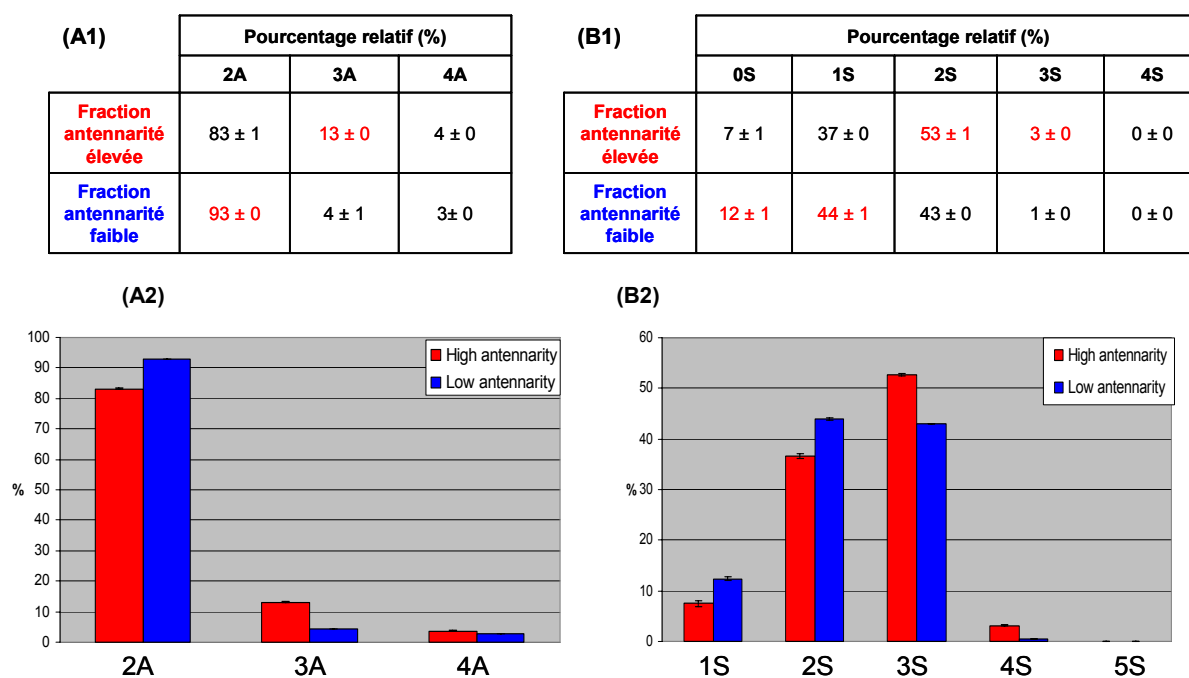 (A1)
Pourcentage relatif (%)
2A 3A 4A
Fraction
antennarité
élevée
83 ± 1 13 ± 0 4 ± 0
Fraction
antennarité
faible
93 ± 0 4 ± 1 3± 0
(B1)
Pourcentage relatif (%)
0S 1S 2S 3S 4S
Fraction
antennarité
élevée
7 ± 1 37 ± 0 53 ± 1 3 ± 0 0 ± 0
Fraction
antennarité
faible
12 ± 1 44 ± 1 43 ± 0 1 ± 0 0 ± 0
(A2)
100
90
80
70
60
50
40
30
20
10
0
%
High antennarity
Low antennarity
2A 3A 4A
(B2)
60
50
40
30
20
10
0
%
High antennarity
Low antennarity
1S 2S 3S 4S 5S